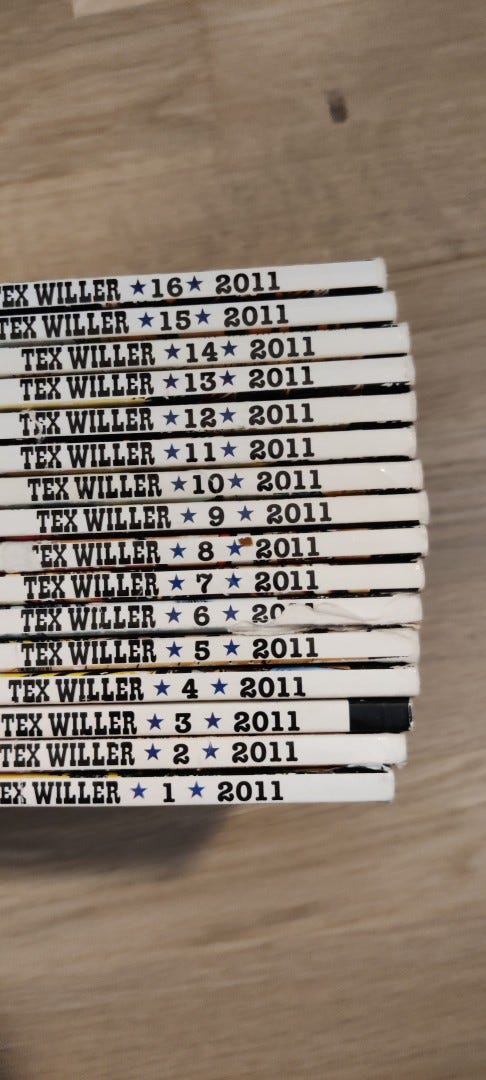 EX WILLER ★16★ 2011
TEX WILLER ★15★ 2011
TEX WILLER ★14★ 2011
TEX WILLER ★13★ 2011
TEX WILLER ★12★ 2011
TEX WILLER ★11★ 2011
TEX WILLER ★10★ 2011
TEX WILLER ★ 9 ★ 2011
EX WILLER ★ 8 ★ 2011
TEX WILLER ★ 7 ★ 2011
TEX WILLER ★ 6 ★
TEX WILLER ★ 5 ★ 2011
TEX WILLER ★ 4 ★ 2011
TEX WILLER ★ 3 ★ 2011
TEX WILLER ★ 2 ★ 2011
EX WILLER ★ 1 ★ 2011